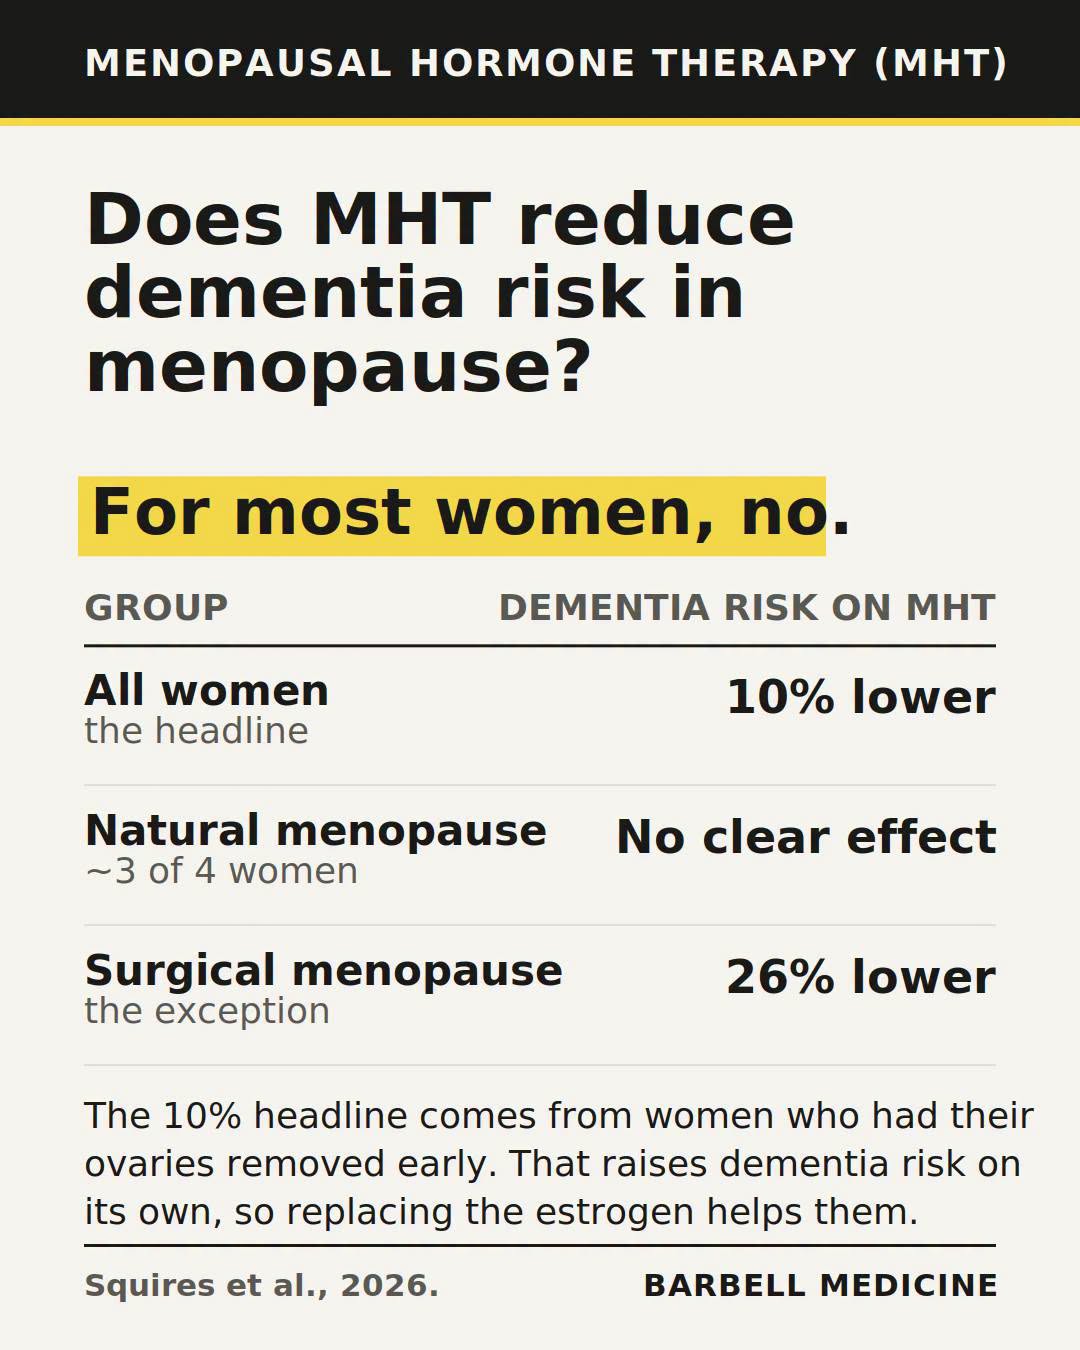 MENOPAUSAL HORMONE THERAPY (MHT)
Does MHT reduce
dementia risk in
menopause?
For most women, no.
GROUP DEMENTIA RISK ON MHT
All women 10% lower
the headline
Natural menopause No clear effect
~3 of 4 women
Surgical menopause 26% lower
the exception
The 10% headline comes from women who had their
ovaries removed early. That raises dementia risk on
its own, so replacing the estrogen helps them.
Squires et al., 2026. BARBELL MEDICINE